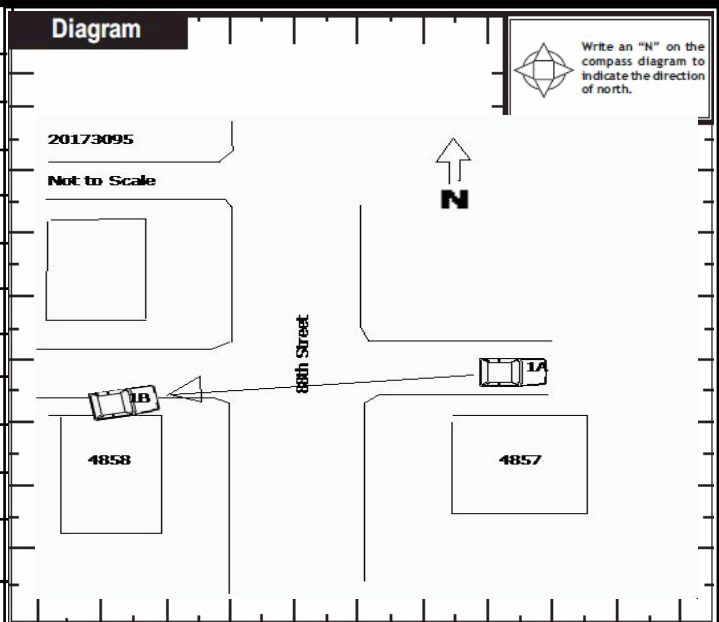 Diagram
Write an "N" on the
compass diagram to
indicate the direction
of north.
20173095
Not to Scale
N
88th Street
1A
1B
4858
4857